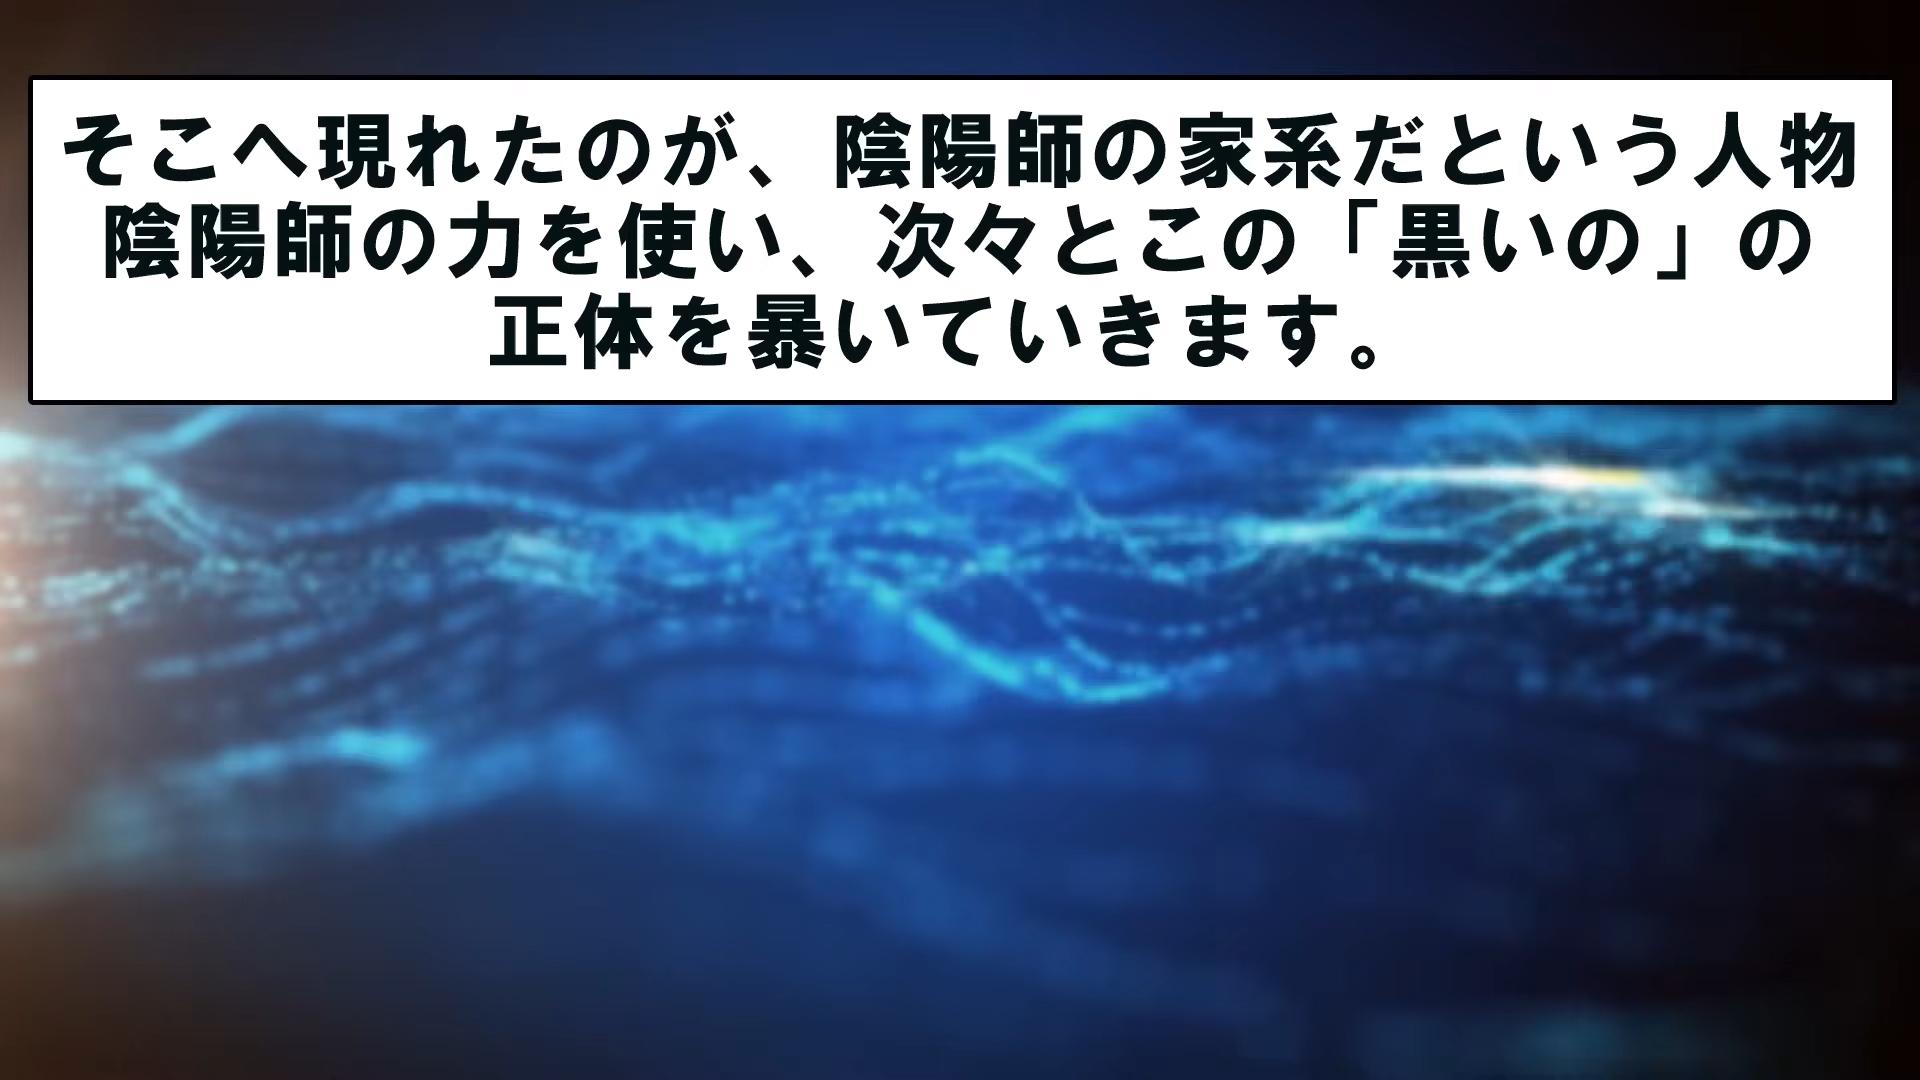 そこへ現れたのが、陰陽師の家系だという人物
陰陽師の力を使い、次々とこの「黒いの」の
正体を暴いていきます。